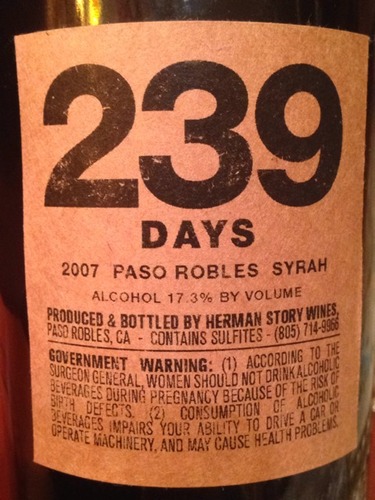 239
DAYS
2007 PASO ROBLES SYRAH
ALCOHOL 17.3% BY VOLUME
PRODUCED & BOTTLED BY HERMAN STORY WINES,
PASO ROBLES, CA - CONTAINS SULFITES - (805) 714-9966
GOVERNMENT WARNING: (1) ACCORDING TO THE
SURGEON GENERAL, WOMEN SHOULD NOT DRINK ALCOHOLIC
BEVERAGES DURING PREGNANCY BECAUSE OF THE RISK OF
BIRTH DEFECTS. (2) CONSUMPTION OF ALCOHOLIC
BEVERAGES IMPAIRS YOUR ABILITY TO DRIVE A CAR OR
OPERATE MACHINERY, AND MAY CAUSE HEALTH PROBLEMS.